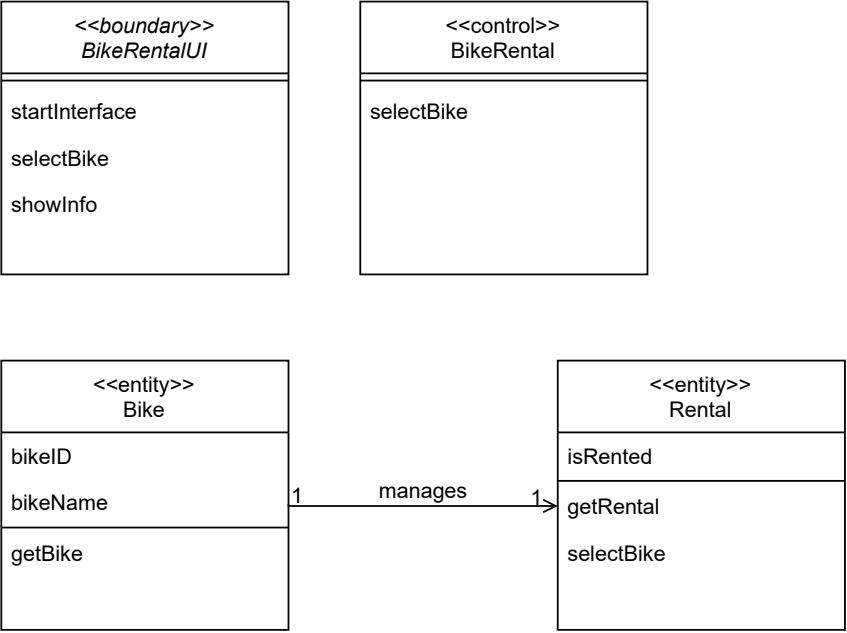 <<boundary>>
BikeRentalUI
startInterface
selectBike
showInfo
<<control>>
BikeRental
selectBike
<<entity>>
Bike
bikeID
bikeName
getBike
1
manages
1
<<entity>>
Rental
isRented
getRental
selectBike